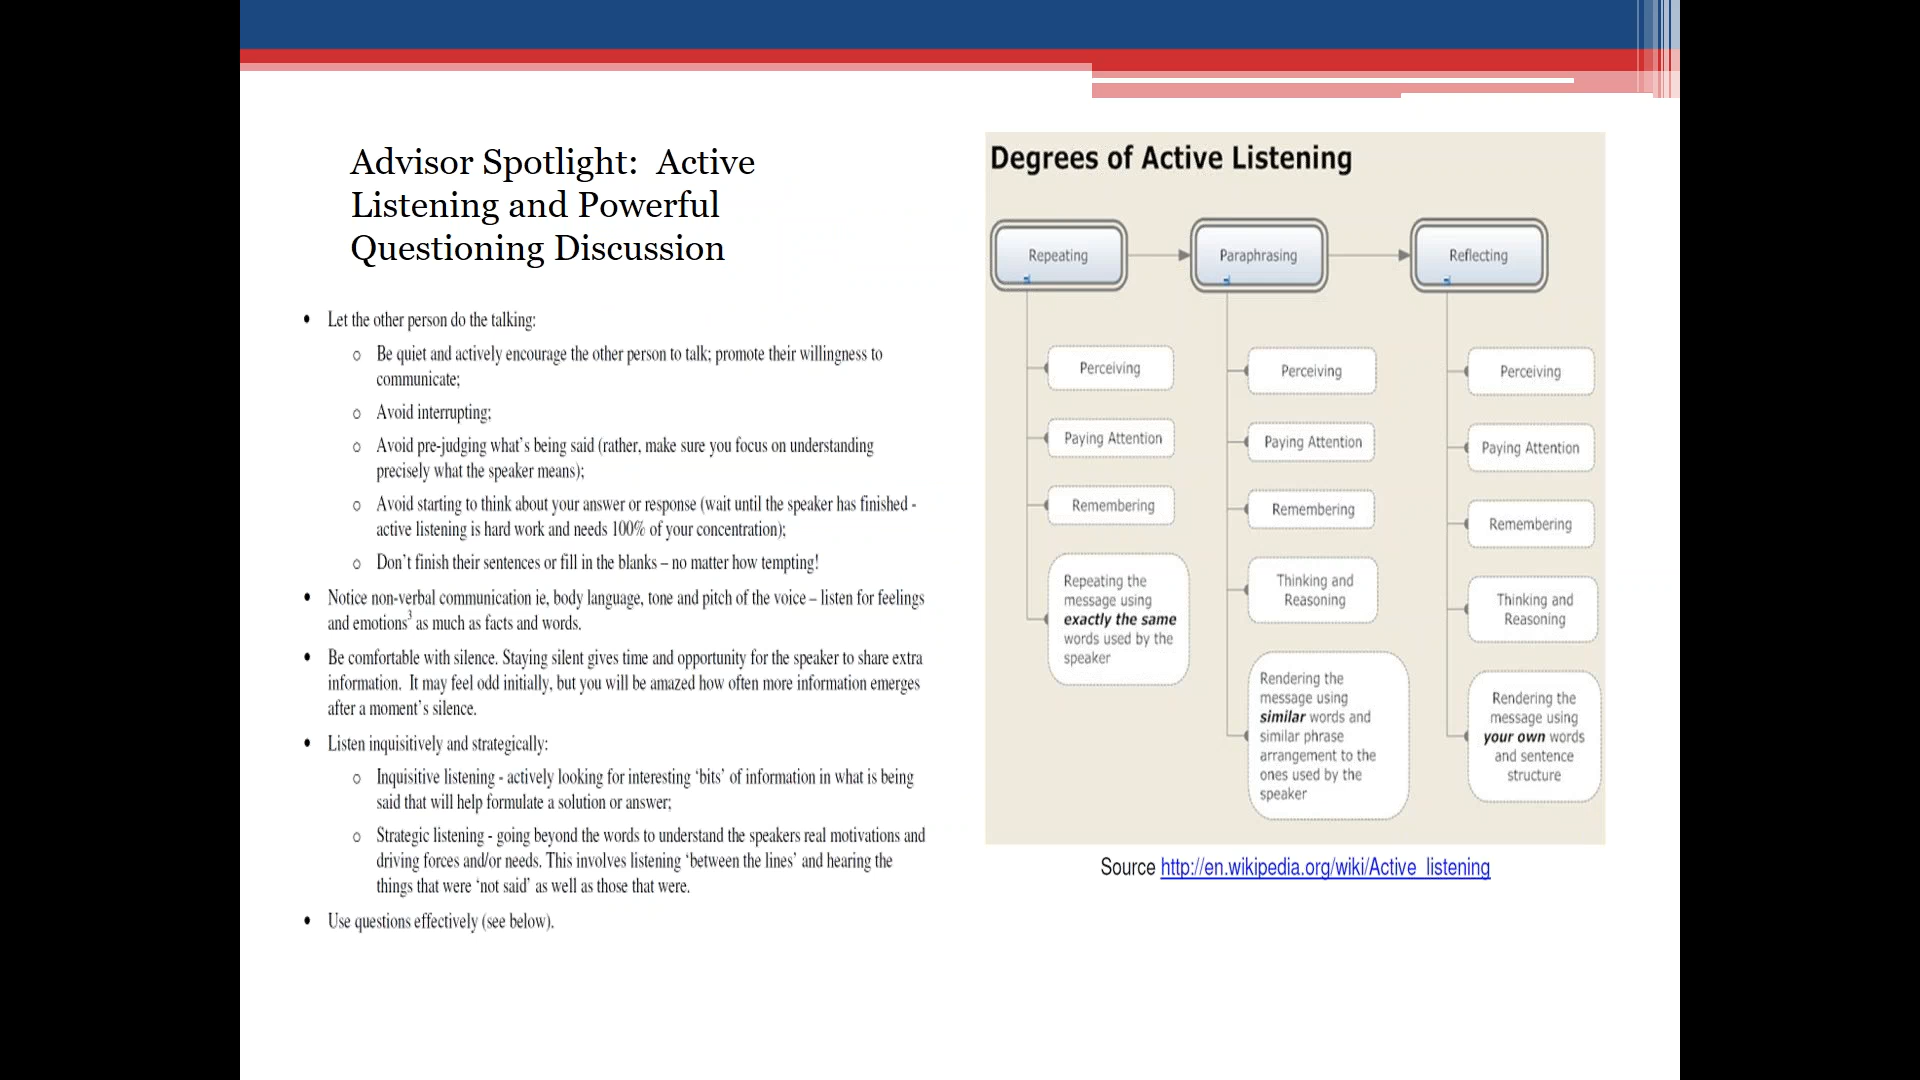 Advisor Spotlight:  Active
Listening and Powerful
Questioning Discussion
• Let the other person do the talking:
o Be quiet and actively encourage the other person to talk; promote their willingness to
communicate;
o Avoid interrupting;
o Avoid pre-judging what's being said (rather, make sure you focus on understanding
precisely what the speaker means);
o Avoid starting to think about your answer or response (wait until the speaker has finished -
active listening is hard work and needs 100% of your concentration);
o Don't finish their sentences or fill in the blanks – no matter how tempting!
• Notice non-verbal communication ie, body language, tone and pitch of the voice – listen for feelings
and emotions³ as much as facts and words.
• Be comfortable with silence. Staying silent gives time and opportunity for the speaker to share extra
information.  It may feel odd initially, but you will be amazed how often more information emerges
after a moment's silence.
• Listen inquisitively and strategically:
o Inquisitive listening - actively looking for interesting 'bits' of information in what is being
said that will help formulate a solution or answer;
o Strategic listening - going beyond the words to understand the speakers real motivations and
driving forces and/or needs. This involves listening 'between the lines' and hearing the
things that were 'not said' as well as those that were.
• Use questions effectively (see below).
Degrees of Active Listening
Repeating
Perceiving
Paying Attention
Remembering
Repeating the
message using
exactly the same
words used by the
speaker
Paraphrasing
Perceiving
Paying Attention
Remembering
Thinking and
Reasoning
Rendering the
message using
similar words and
similar phrase
arrangement to the
ones used by the
speaker
Reflecting
Perceiving
Paying Attention
Remembering
Thinking and
Reasoning
Rendering the
message using
your own words
and sentence
structure
Source http://en.wikipedia.org/wiki/Active_listening